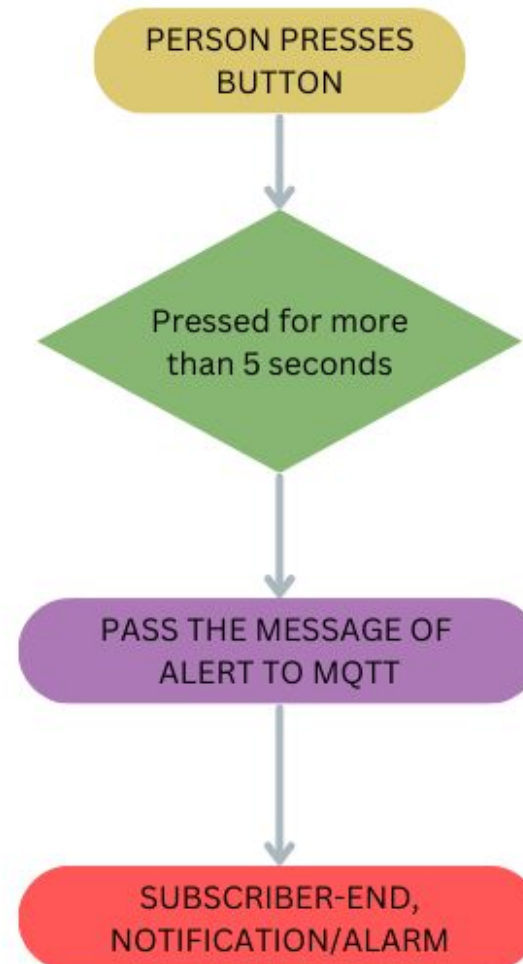 PERSON PRESSES
BUTTON
Pressed for more
than 5 seconds
PASS THE MESSAGE OF
ALERT TO MQTT
SUBSCRIBER-END,
NOTIFICATION/ALARM